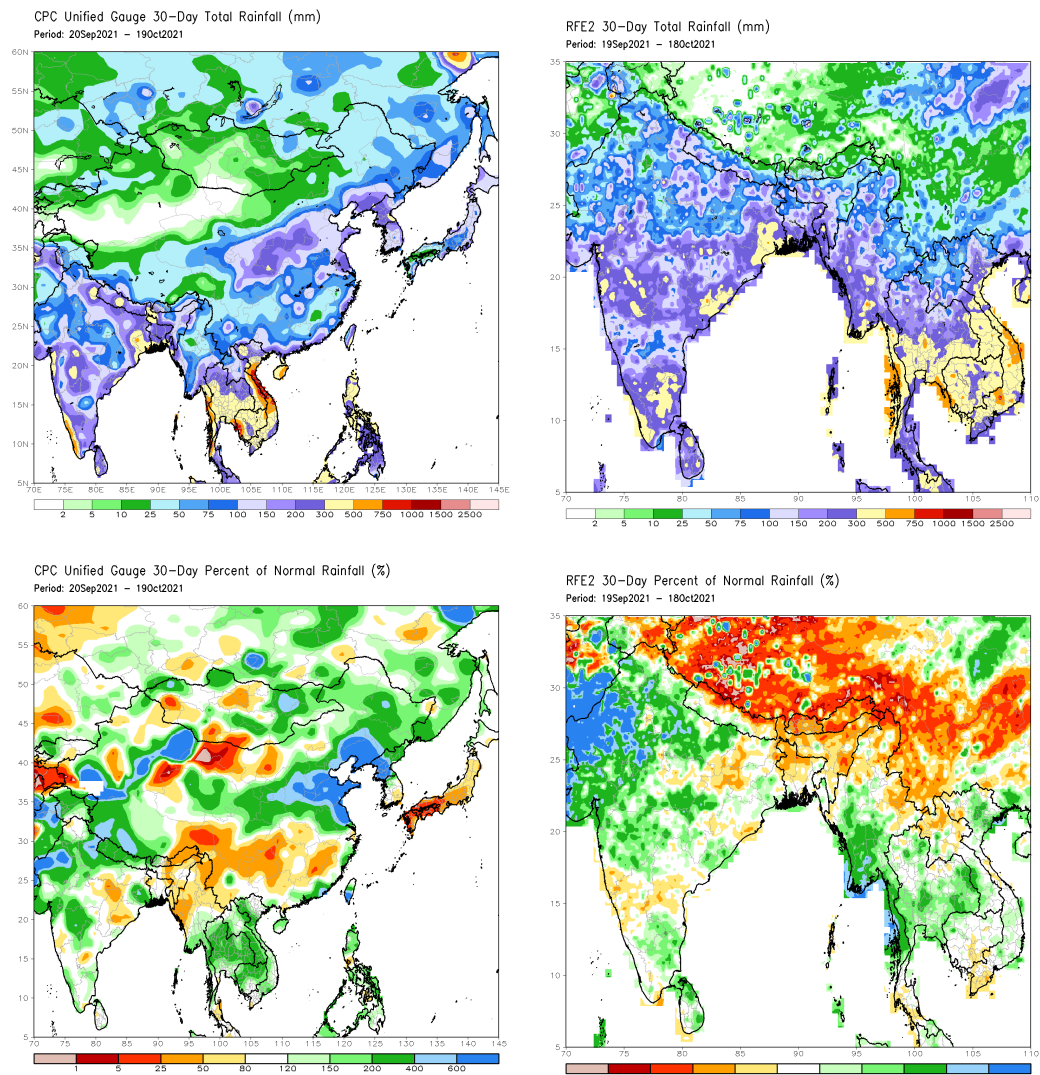 CPC Unified Gauge 30-Day Total Rainfall (mm)
Period: 20Sep2021 - 19Oct2021
60N
55N
50N
45N
40N
35N
30N
25N
20N
15N
10N
5N
70E 75E 80E 85E 90E 95E 100E 105E 110E 115E 120E 125E 130E 135E 140E 145E
2 5 10 25 50 75 100 150 200 300 500 750 1000 1500 2500
RFE2 30-Day Total Rainfall (mm)
Period: 19Sep2021 - 18Oct2021
35
30
25
20
15
10
5
70 75 80 85 90 95 100 105 110
2 5 10 25 50 75 100 150 200 300 500 750 1000 1500 2500
CPC Unified Gauge 30-Day Percent of Normal Rainfall (%)
Period: 20Sep2021 - 19Oct2021
60
55
50
45
40
35
30
25
20
15
10
5
70 75 80 85 90 95 100 105 110 115 120 125 130 135 140 145
1 5 25 50 80 120 150 200 400 600
RFE2 30-Day Percent of Normal Rainfall (%)
Period: 19Sep2021 - 18Oct2021
35
30
25
20
15
10
5
70 75 80 85 90 95 100 105 110